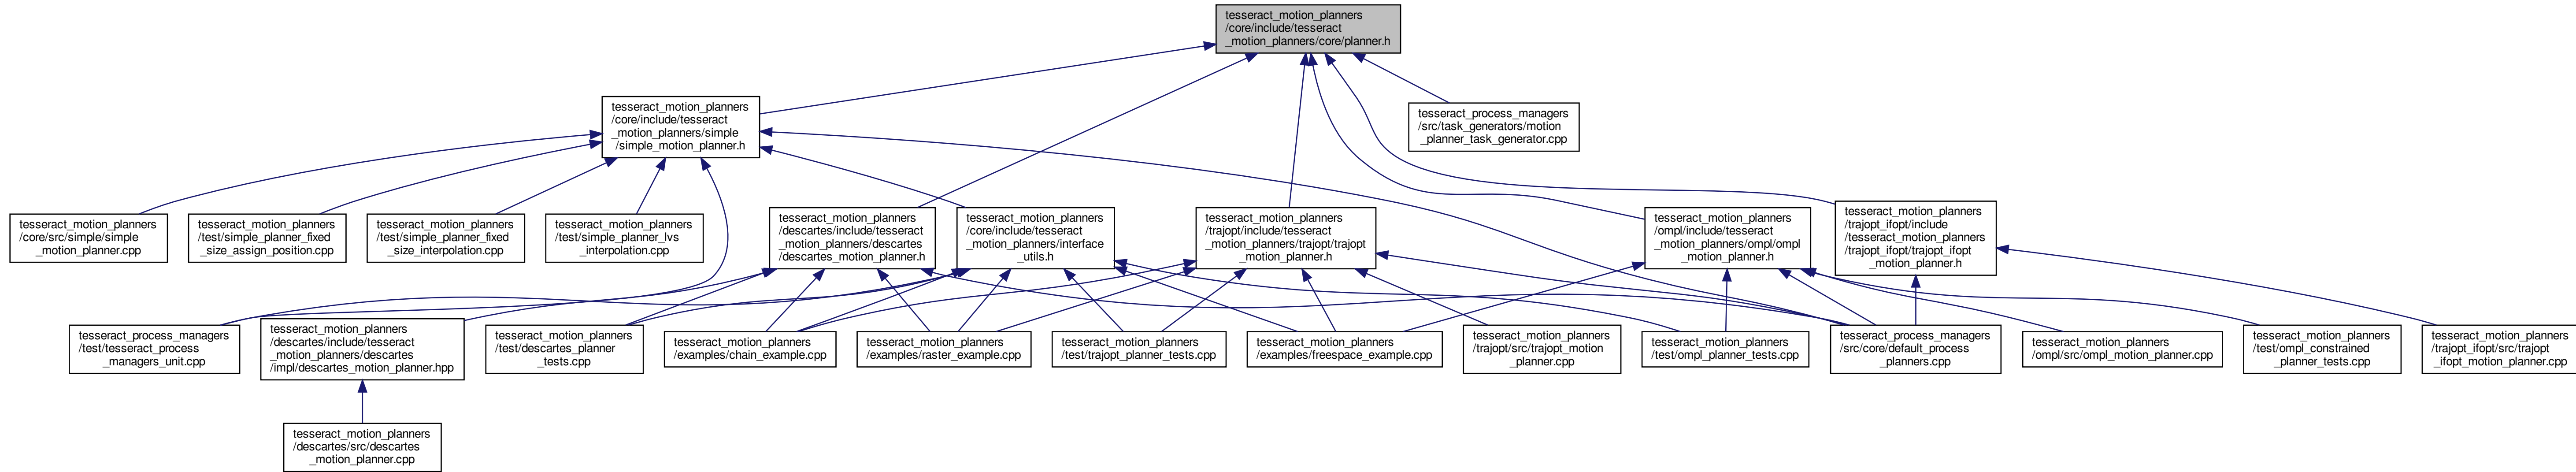 tesseract_motion_planners
/core/include/tesseract
_motion_planners/core/planner.h
tesseract_motion_planners
/core/include/tesseract
_motion_planners/simple
/simple_motion_planner.h
tesseract_process_managers
/src/task_generators/motion
_planner_task_generator.cpp
tesseract_motion_planners
/core/src/simple/simple
_motion_planner.cpp
tesseract_motion_planners
/test/simple_planner_fixed
_size_assign_position.cpp
tesseract_motion_planners
/test/simple_planner_fixed
_size_interpolation.cpp
tesseract_motion_planners
/test/simple_planner_lvs
_interpolation.cpp
tesseract_motion_planners
/descartes/include/tesseract
_motion_planners/descartes
/descartes_motion_planner.h
tesseract_motion_planners
/core/include/tesseract
_motion_planners/interface
_utils.h
tesseract_motion_planners
/trajopt/include/tesseract
_motion_planners/trajopt/trajopt
_motion_planner.h
tesseract_motion_planners
/ompl/include/tesseract
_motion_planners/ompl/ompl
_motion_planner.h
tesseract_motion_planners
/trajopt_ifopt/include
/tesseract_motion_planners
/trajopt_ifopt/trajopt_ifopt
_motion_planner.h
tesseract_process_managers
/test/tesseract_process
_managers_unit.cpp
tesseract_motion_planners
/descartes/include/tesseract
_motion_planners/descartes
/impl/descartes_motion_planner.hpp
tesseract_motion_planners
/test/descartes_planner
_tests.cpp
tesseract_motion_planners
/examples/chain_example.cpp
tesseract_motion_planners
/examples/raster_example.cpp
tesseract_motion_planners
/test/trajopt_planner_tests.cpp
tesseract_motion_planners
/examples/freespace_example.cpp
tesseract_motion_planners
/trajopt/src/trajopt_motion
_planner.cpp
tesseract_motion_planners
/test/ompl_planner_tests.cpp
tesseract_process_managers
/src/core/default_process
_planners.cpp
tesseract_motion_planners
/ompl/src/ompl_motion_planner.cpp
tesseract_motion_planners
/test/ompl_constrained
_planner_tests.cpp
tesseract_motion_planners
/trajopt_ifopt/src/trajopt
_ifopt_motion_planner.cpp
tesseract_motion_planners
/descartes/src/descartes
_motion_planner.cpp